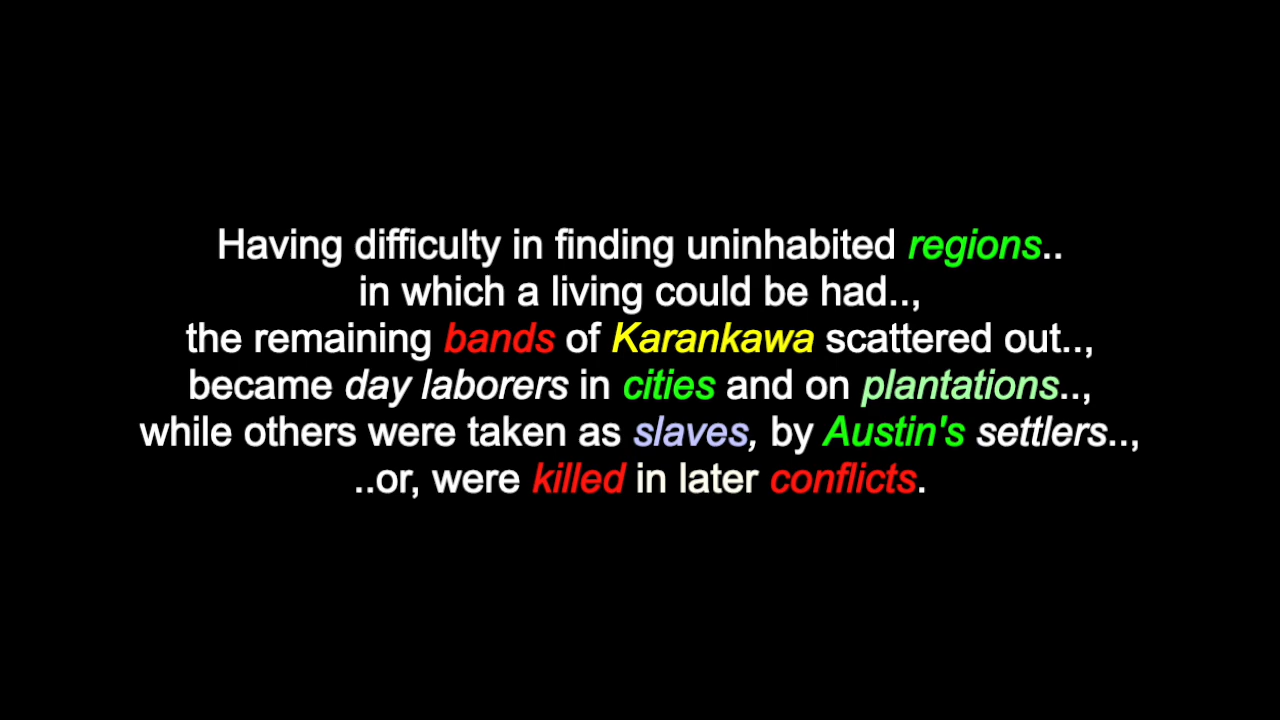 Having difficulty in finding uninhabited regions..
in which a living could be had..,
the remaining bands of Karankawa scattered out..,
became day laborers in cities and on plantations..,
while others were taken as slaves, by Austin's settlers..,
..or, were killed in later conflicts.